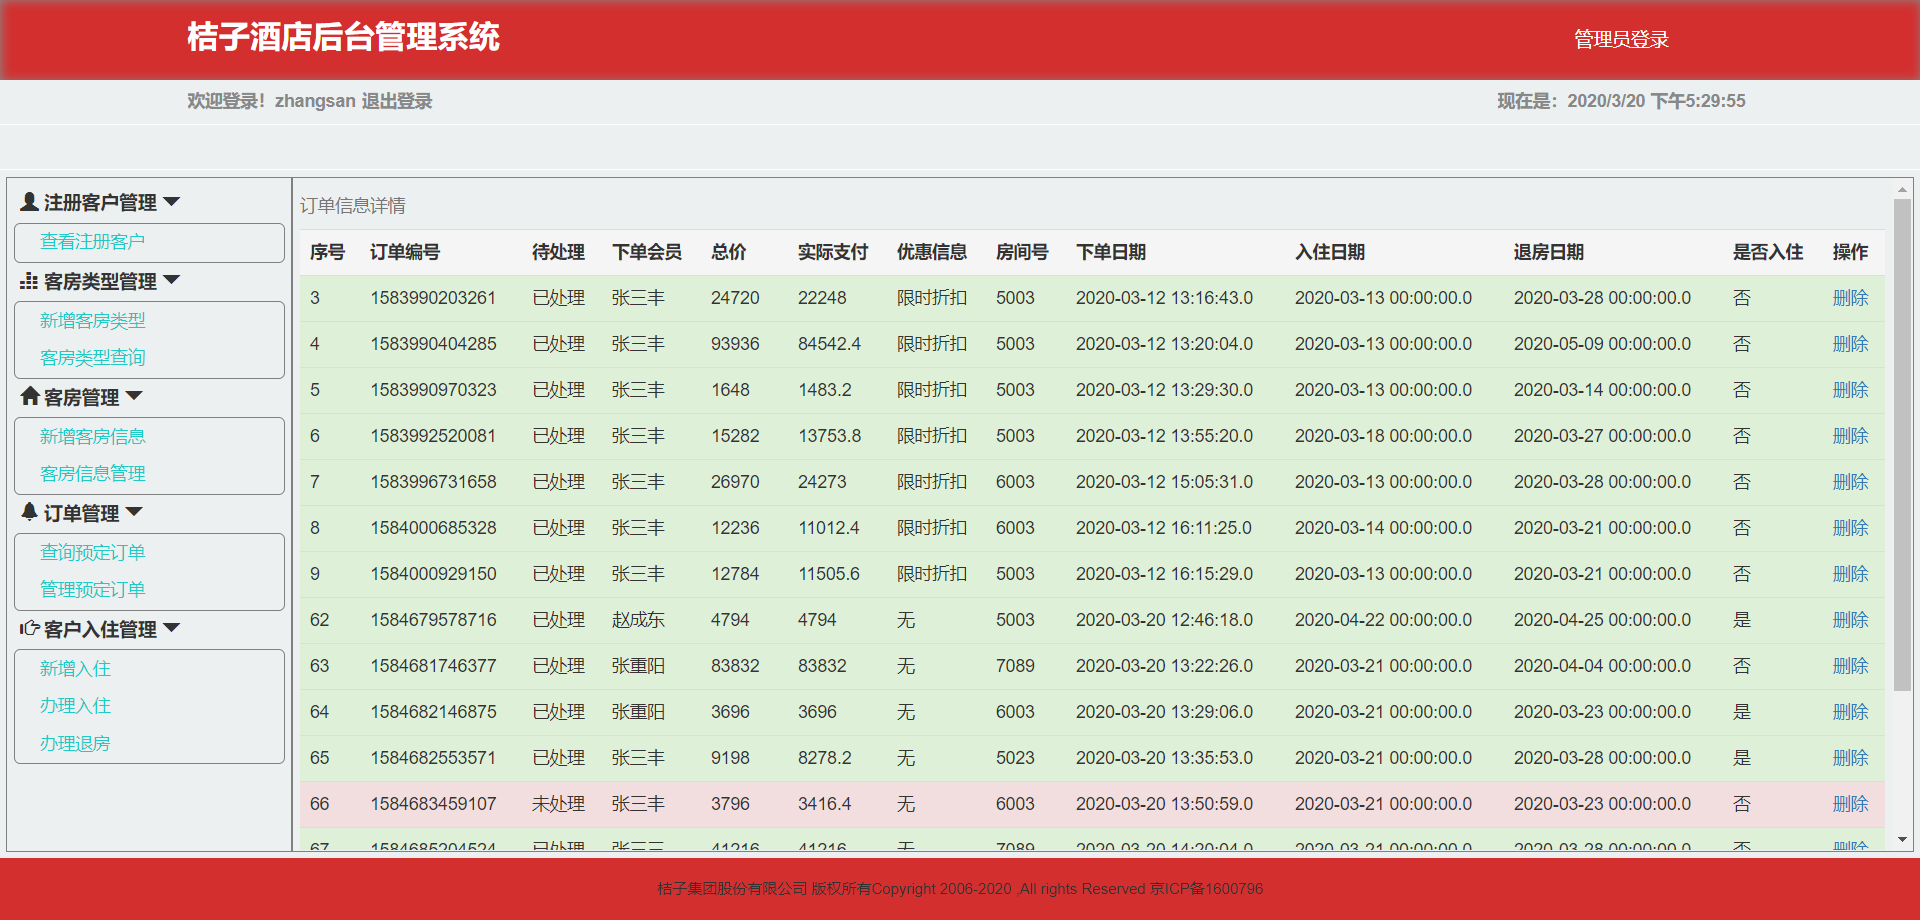 桔子酒店后台管理系统
管理员登录
欢迎登录！zhangsan 退出登录
现在是：2020/3/20 下午5:29:55
注册客户管理
查看注册客户
客房类型管理
新增客房类型
客房类型查询
客房管理
新增客房信息
客房信息管理
订单管理
查询预定订单
管理预定订单
客户入住管理
新增入住
办理入住
办理退房
订单信息详情
序号 订单编号 待处理 下单会员 总价 实际支付 优惠信息 房间号 下单日期 入住日期 退房日期 是否入住 操作
3 1583990203261 已处理 张三丰 24720 22248 限时折扣 5003 2020-03-12 13:16:43.0 2020-03-13 00:00:00.0 2020-03-28 00:00:00.0 否 删除
4 1583990404285 已处理 张三丰 93936 84542.4 限时折扣 5003 2020-03-12 13:20:04.0 2020-03-13 00:00:00.0 2020-05-09 00:00:00.0 否 删除
5 1583990970323 已处理 张三丰 1648 1483.2 限时折扣 5003 2020-03-12 13:29:30.0 2020-03-13 00:00:00.0 2020-03-14 00:00:00.0 否 删除
6 1583992520081 已处理 张三丰 15282 13753.8 限时折扣 5003 2020-03-12 13:55:20.0 2020-03-18 00:00:00.0 2020-03-27 00:00:00.0 否 删除
7 1583996731658 已处理 张三丰 26970 24273 限时折扣 6003 2020-03-12 15:05:31.0 2020-03-13 00:00:00.0 2020-03-28 00:00:00.0 否 删除
8 1584000685328 已处理 张三丰 12236 11012.4 限时折扣 6003 2020-03-12 16:11:25.0 2020-03-14 00:00:00.0 2020-03-21 00:00:00.0 否 删除
9 1584000929150 已处理 张三丰 12784 11505.6 限时折扣 5003 2020-03-12 16:15:29.0 2020-03-13 00:00:00.0 2020-03-21 00:00:00.0 否 删除
62 1584679578716 已处理 赵成东 4794 4794 无 5003 2020-03-20 12:46:18.0 2020-04-22 00:00:00.0 2020-04-25 00:00:00.0 是 删除
63 1584681746377 已处理 张重阳 83832 83832 无 7089 2020-03-20 13:22:26.0 2020-03-21 00:00:00.0 2020-04-04 00:00:00.0 否 删除
64 1584682146875 已处理 张重阳 3696 3696 无 6003 2020-03-20 13:29:06.0 2020-03-21 00:00:00.0 2020-03-23 00:00:00.0 是 删除
65 1584682553571 已处理 张三丰 9198 8278.2 无 5023 2020-03-20 13:35:53.0 2020-03-21 00:00:00.0 2020-03-28 00:00:00.0 是 删除
66 1584683459107 未处理 张三丰 3796 3416.4 无 6003 2020-03-20 13:50:59.0 2020-03-21 00:00:00.0 2020-03-23 00:00:00.0 否 删除
67 1584685204524 已处理 41216 41216 无 7089 2020-03-20 14:20:04.0 2020-03-21 00:00:00.0 2020-03-28 00:00:00.0 否 删除
桔子集团股份有限公司 版权所有Copyright 2006-2020 ,All rights Reserved 京ICP备1600796